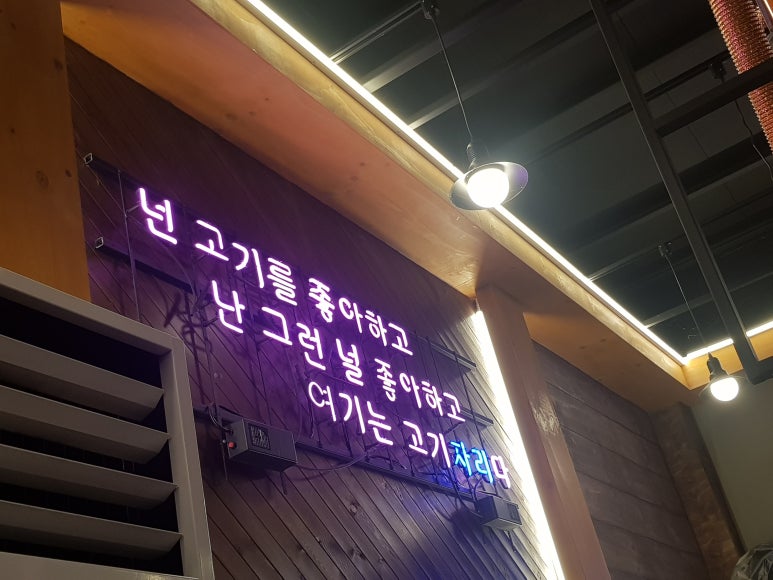 넌 고기를 좋아하고
난 그런 널 좋아하고
여기는 고기자리다